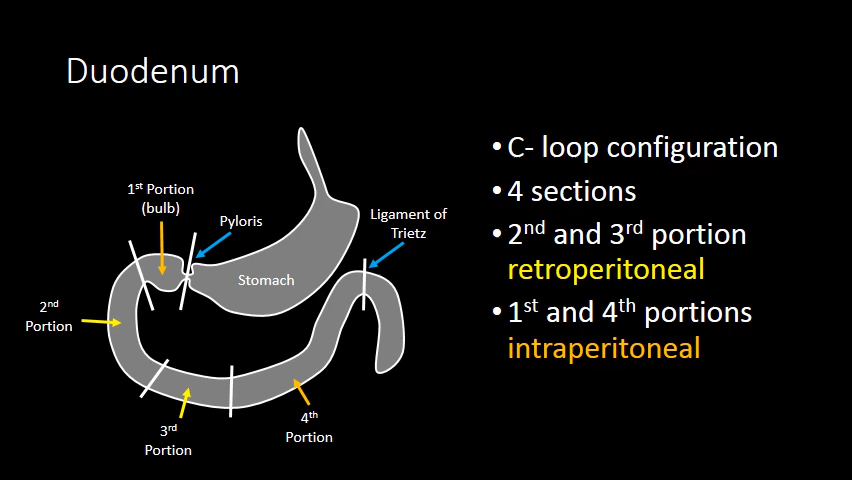 Duodenum
1st Portion
(bulb)
Pyloris
Ligament of
Trietz
Stomach
2nd
Portion
3rd
Portion
4th
Portion
• C- loop configuration
• 4 sections
• 2nd and 3rd portion
retroperitoneal
• 1st and 4th portions
intraperitoneal